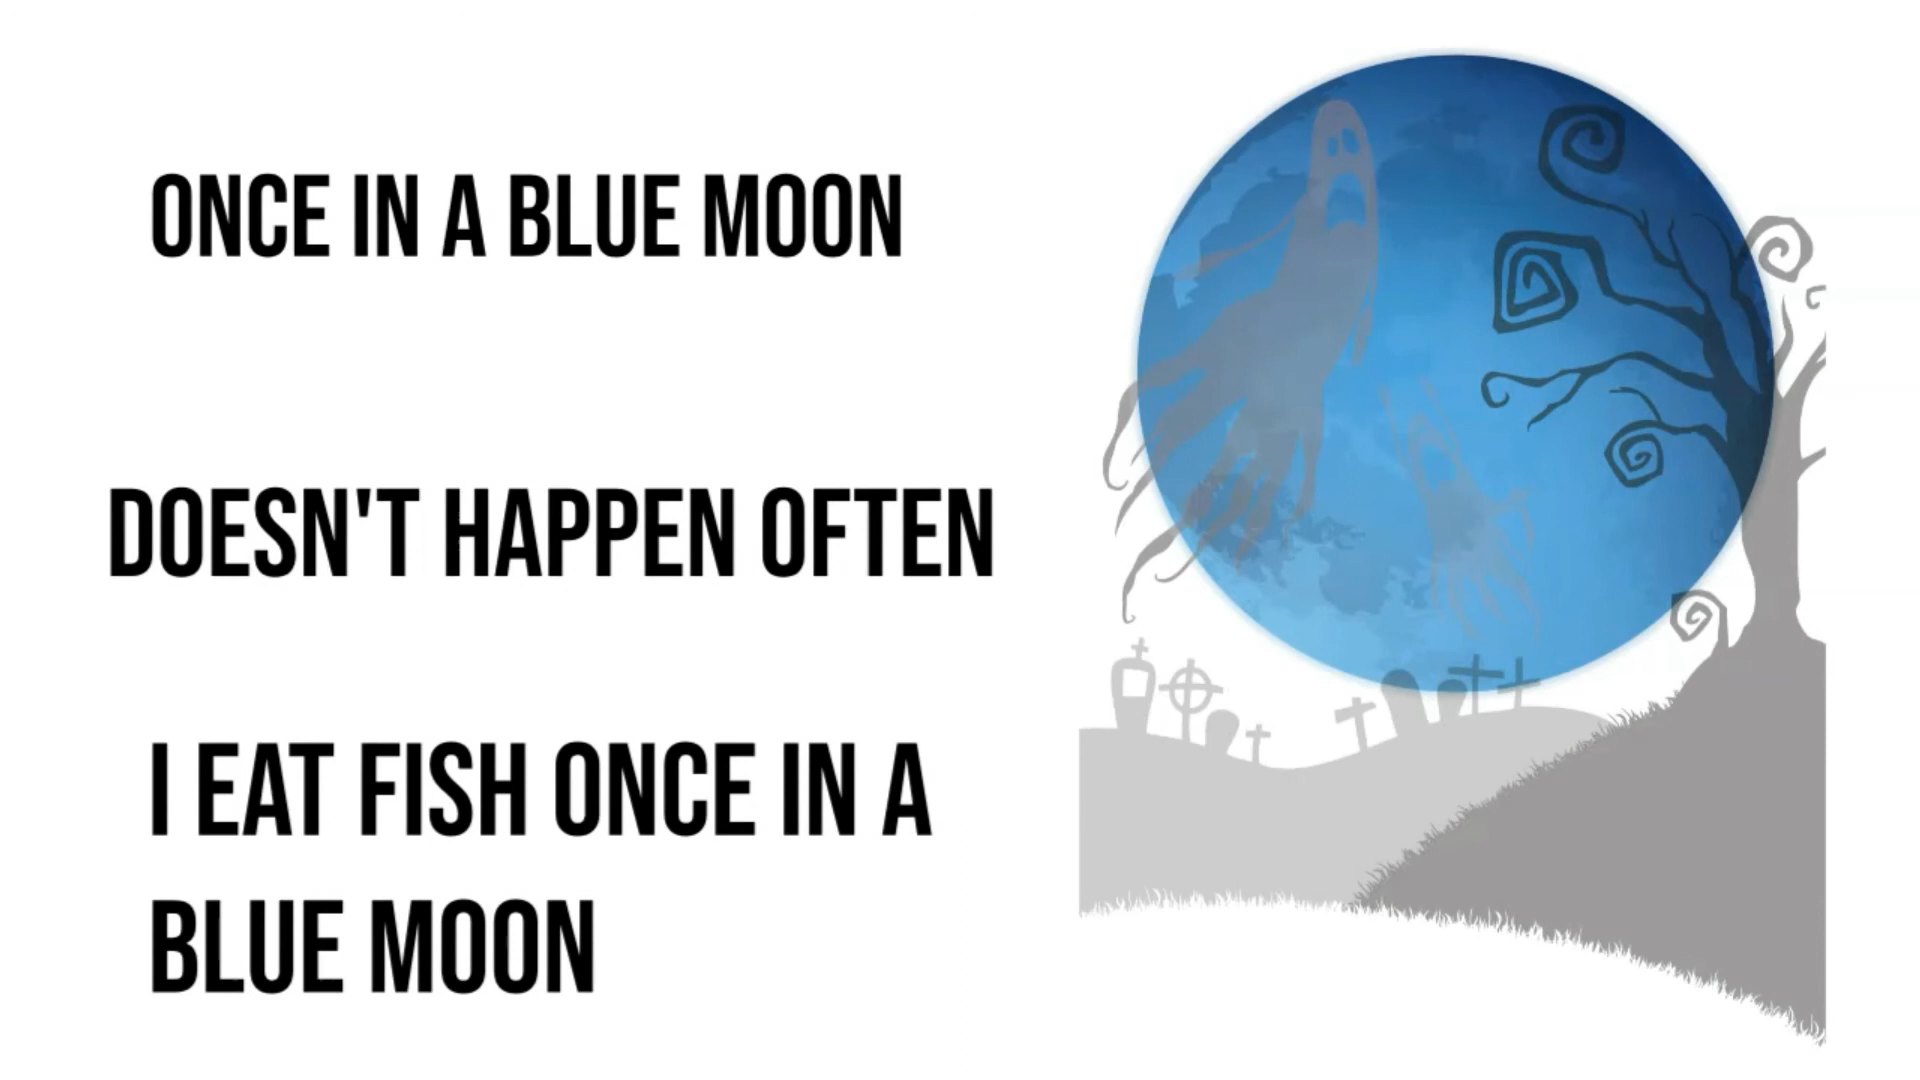 ONCE IN A BLUE MOON
DOESN'T HAPPEN OFTEN
I EAT FISH ONCE IN A
BLUE MOON